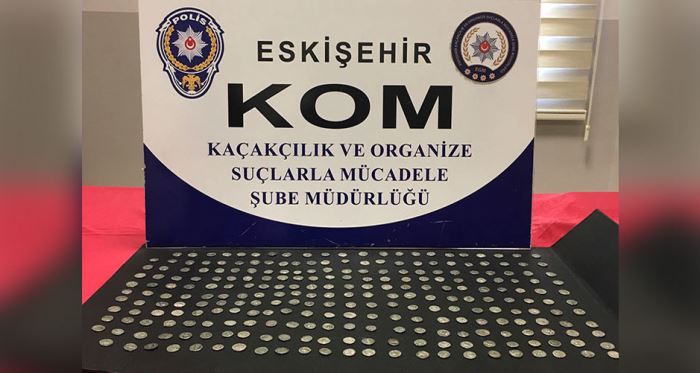 POLİS
ESKİŞEHİR
KOM
KAÇAKÇILIK VE ORGANİZE
SUÇLARLA MÜCADELE
ŞUBE MÜDÜRLÜĞÜ